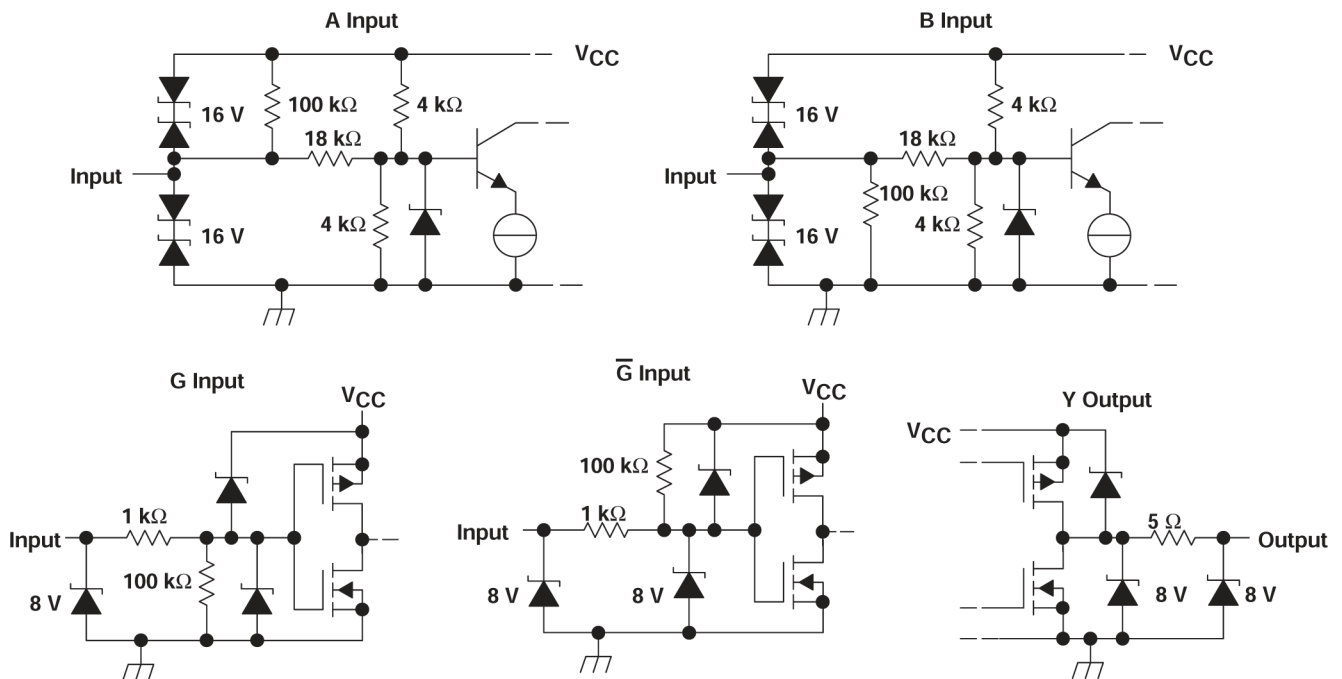 A Input
VCC
16 V
100 kΩ
4 kΩ
18 kΩ
Input
4 kΩ
16 V
B Input
VCC
16 V
4 kΩ
18 kΩ
Input
100 kΩ
4 kΩ
16 V
G Input
VCC
1 kΩ
Input
100 kΩ
8 V
G̅ Input
VCC
100 kΩ
1 kΩ
Input
8 V
8 V
Y Output
VCC
5 Ω
Output
8 V
8 V